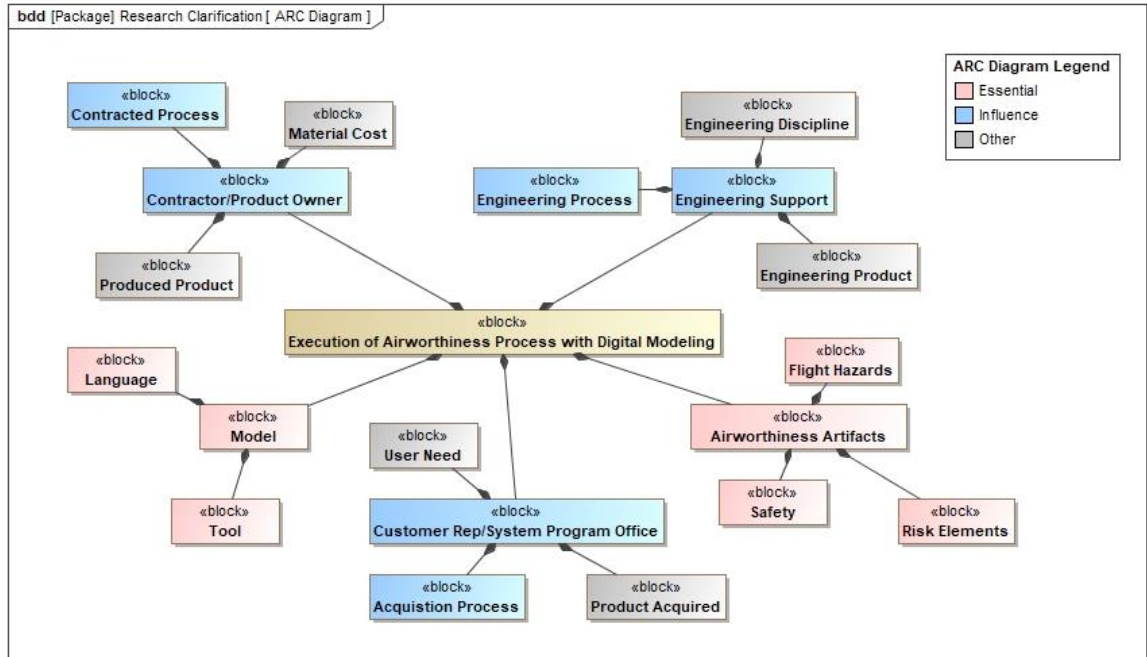 bdd [Package] Research Clarification [ ARC Diagram ]
ARC Diagram Legend
Essential
Influence
Other
«block»
Contracted Process
«block»
Material Cost
«block»
Engineering Discipline
«block»
Contractor/Product Owner
«block»
Engineering Process
«block»
Engineering Support
«block»
Produced Product
«block»
Engineering Product
«block»
Execution of Airworthiness Process with Digital Modeling
«block»
Language
«block»
Flight Hazards
«block»
Model
«block»
User Need
«block»
Airworthiness Artifacts
«block»
Tool
«block»
Customer Rep/System Program Office
«block»
Safety
«block»
Risk Elements
«block»
Acquistion Process
«block»
Product Acquired